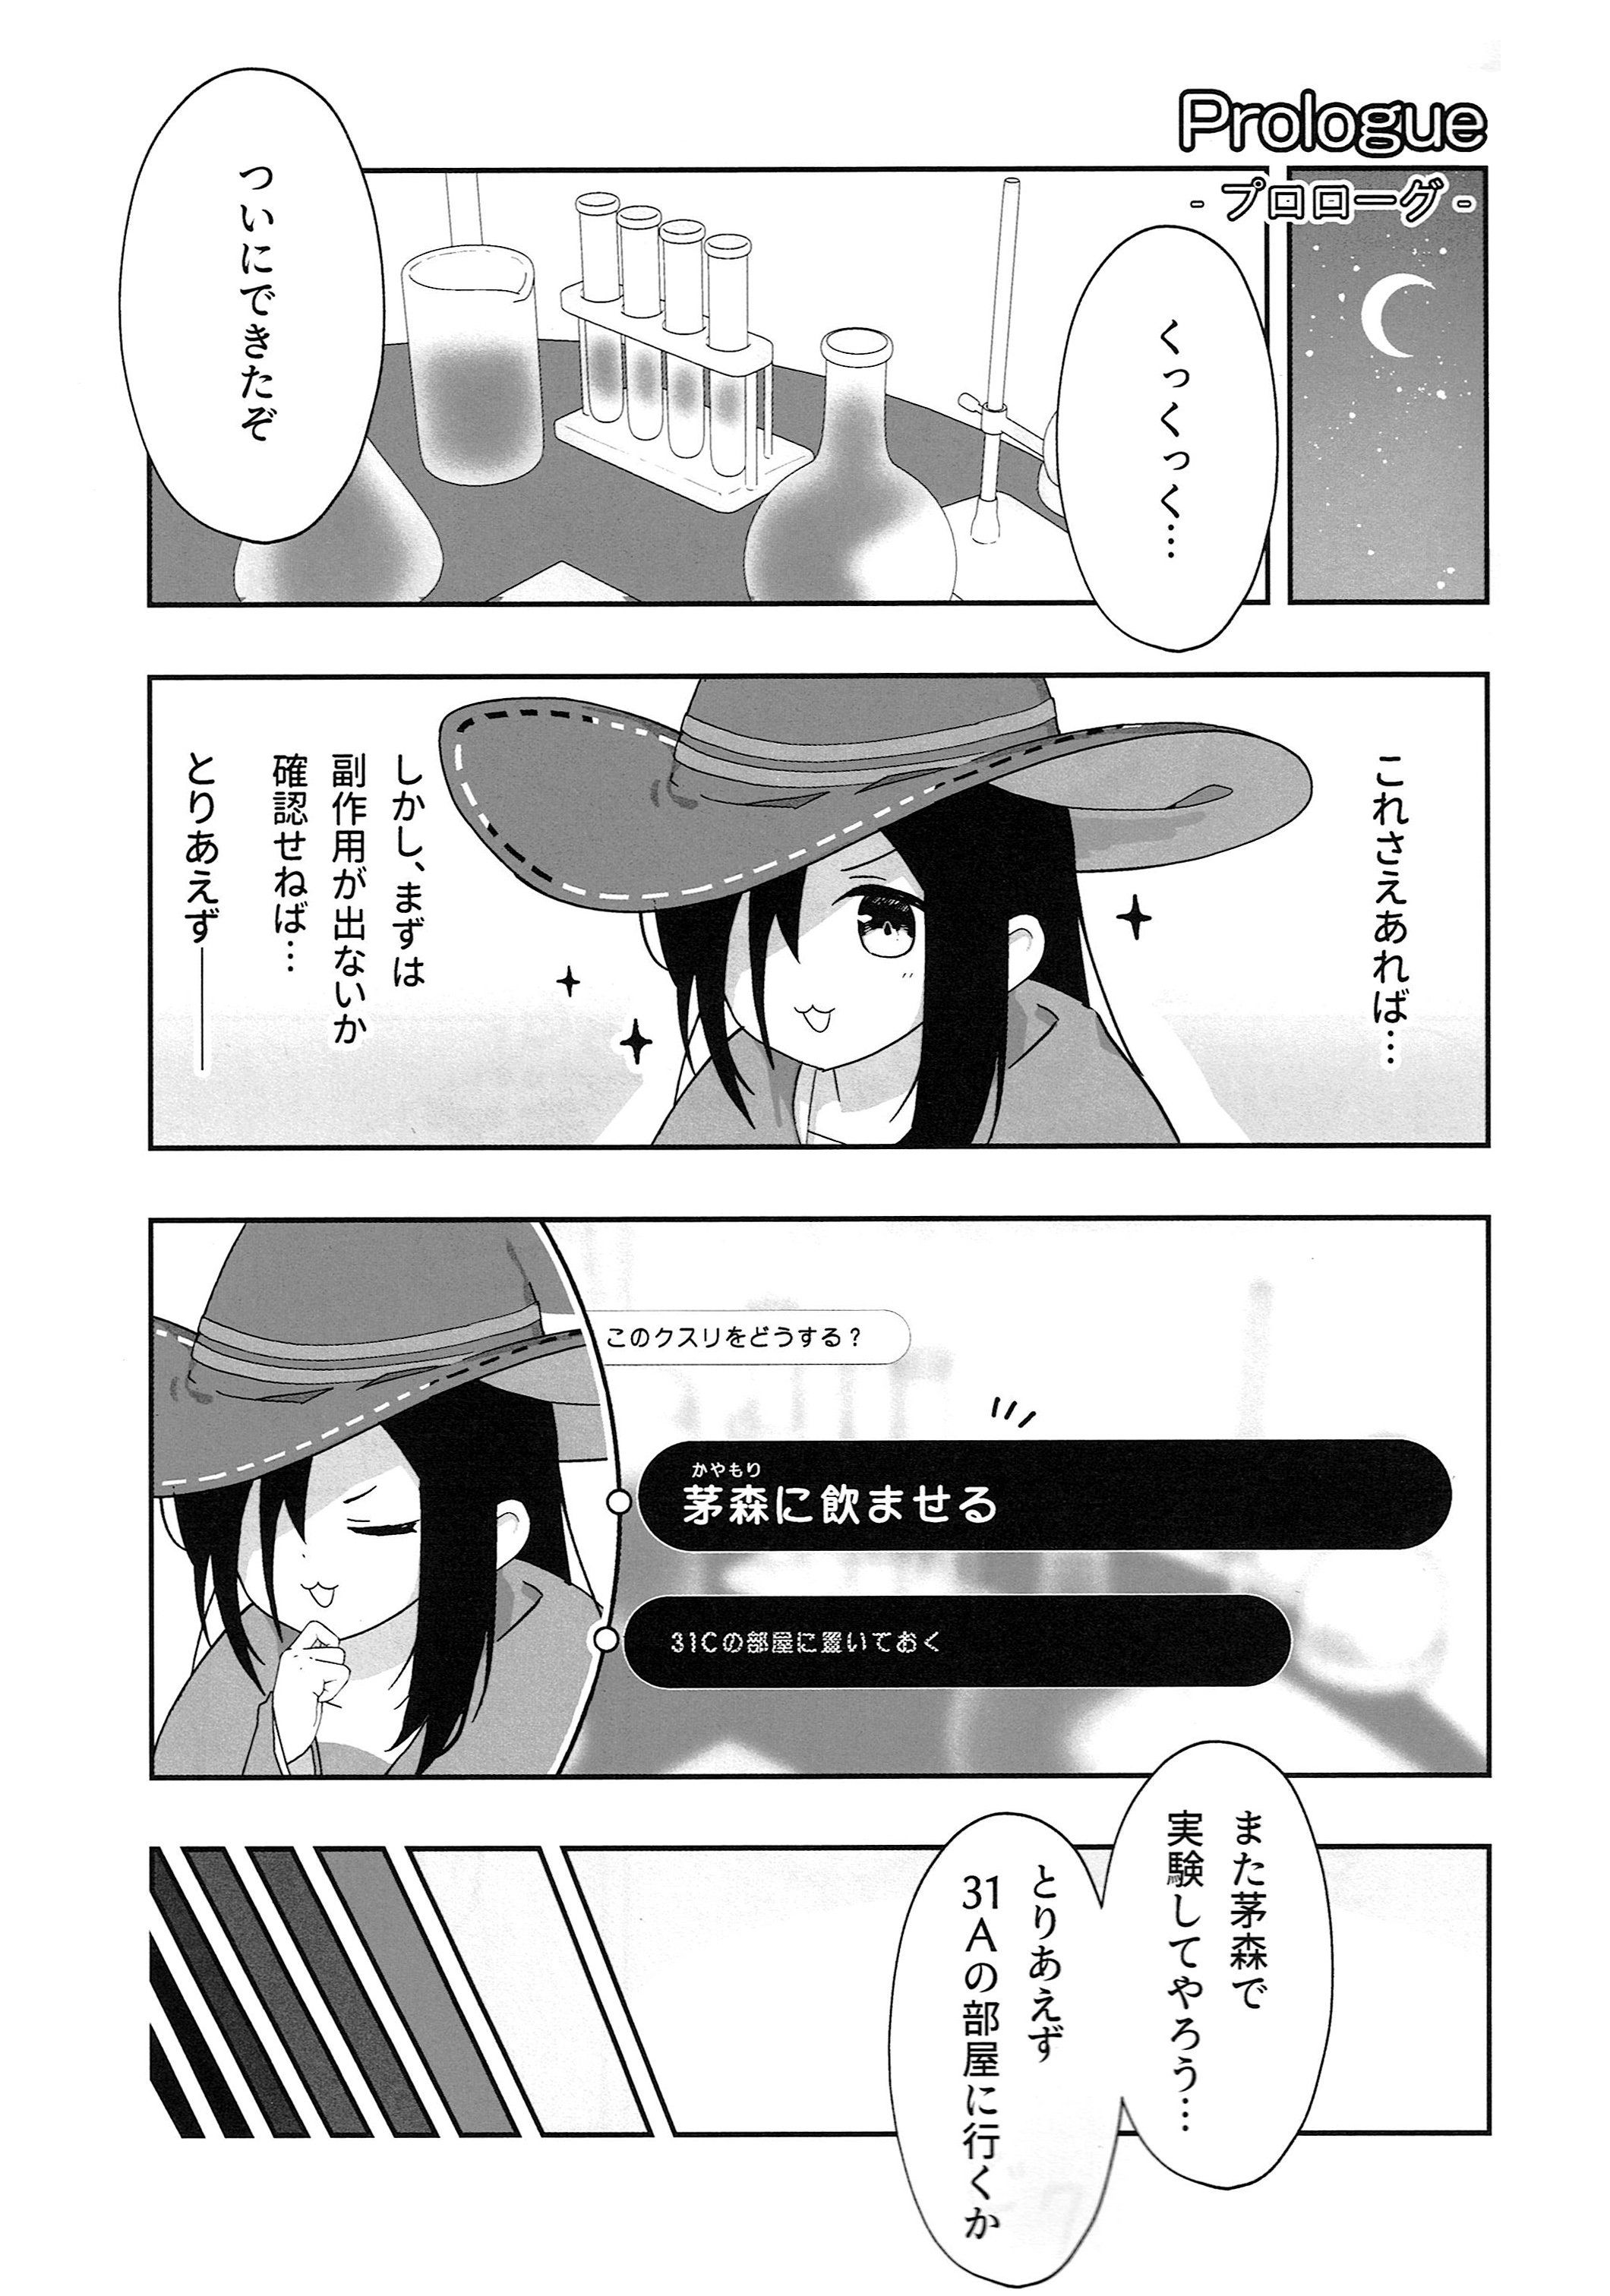 Prologue
- プロローグ -
くっくっく…
ついにできたぞ
これさえあれば…
しかし、まずは
副作用が出ないか
確認せねば…
とりあえず――
このクスリをどうする？
かやもり
茅森に飲ませる
31Cの部屋に置いておく
また茅森で
実験してやろう…
とりあえず
31Aの部屋に行くか